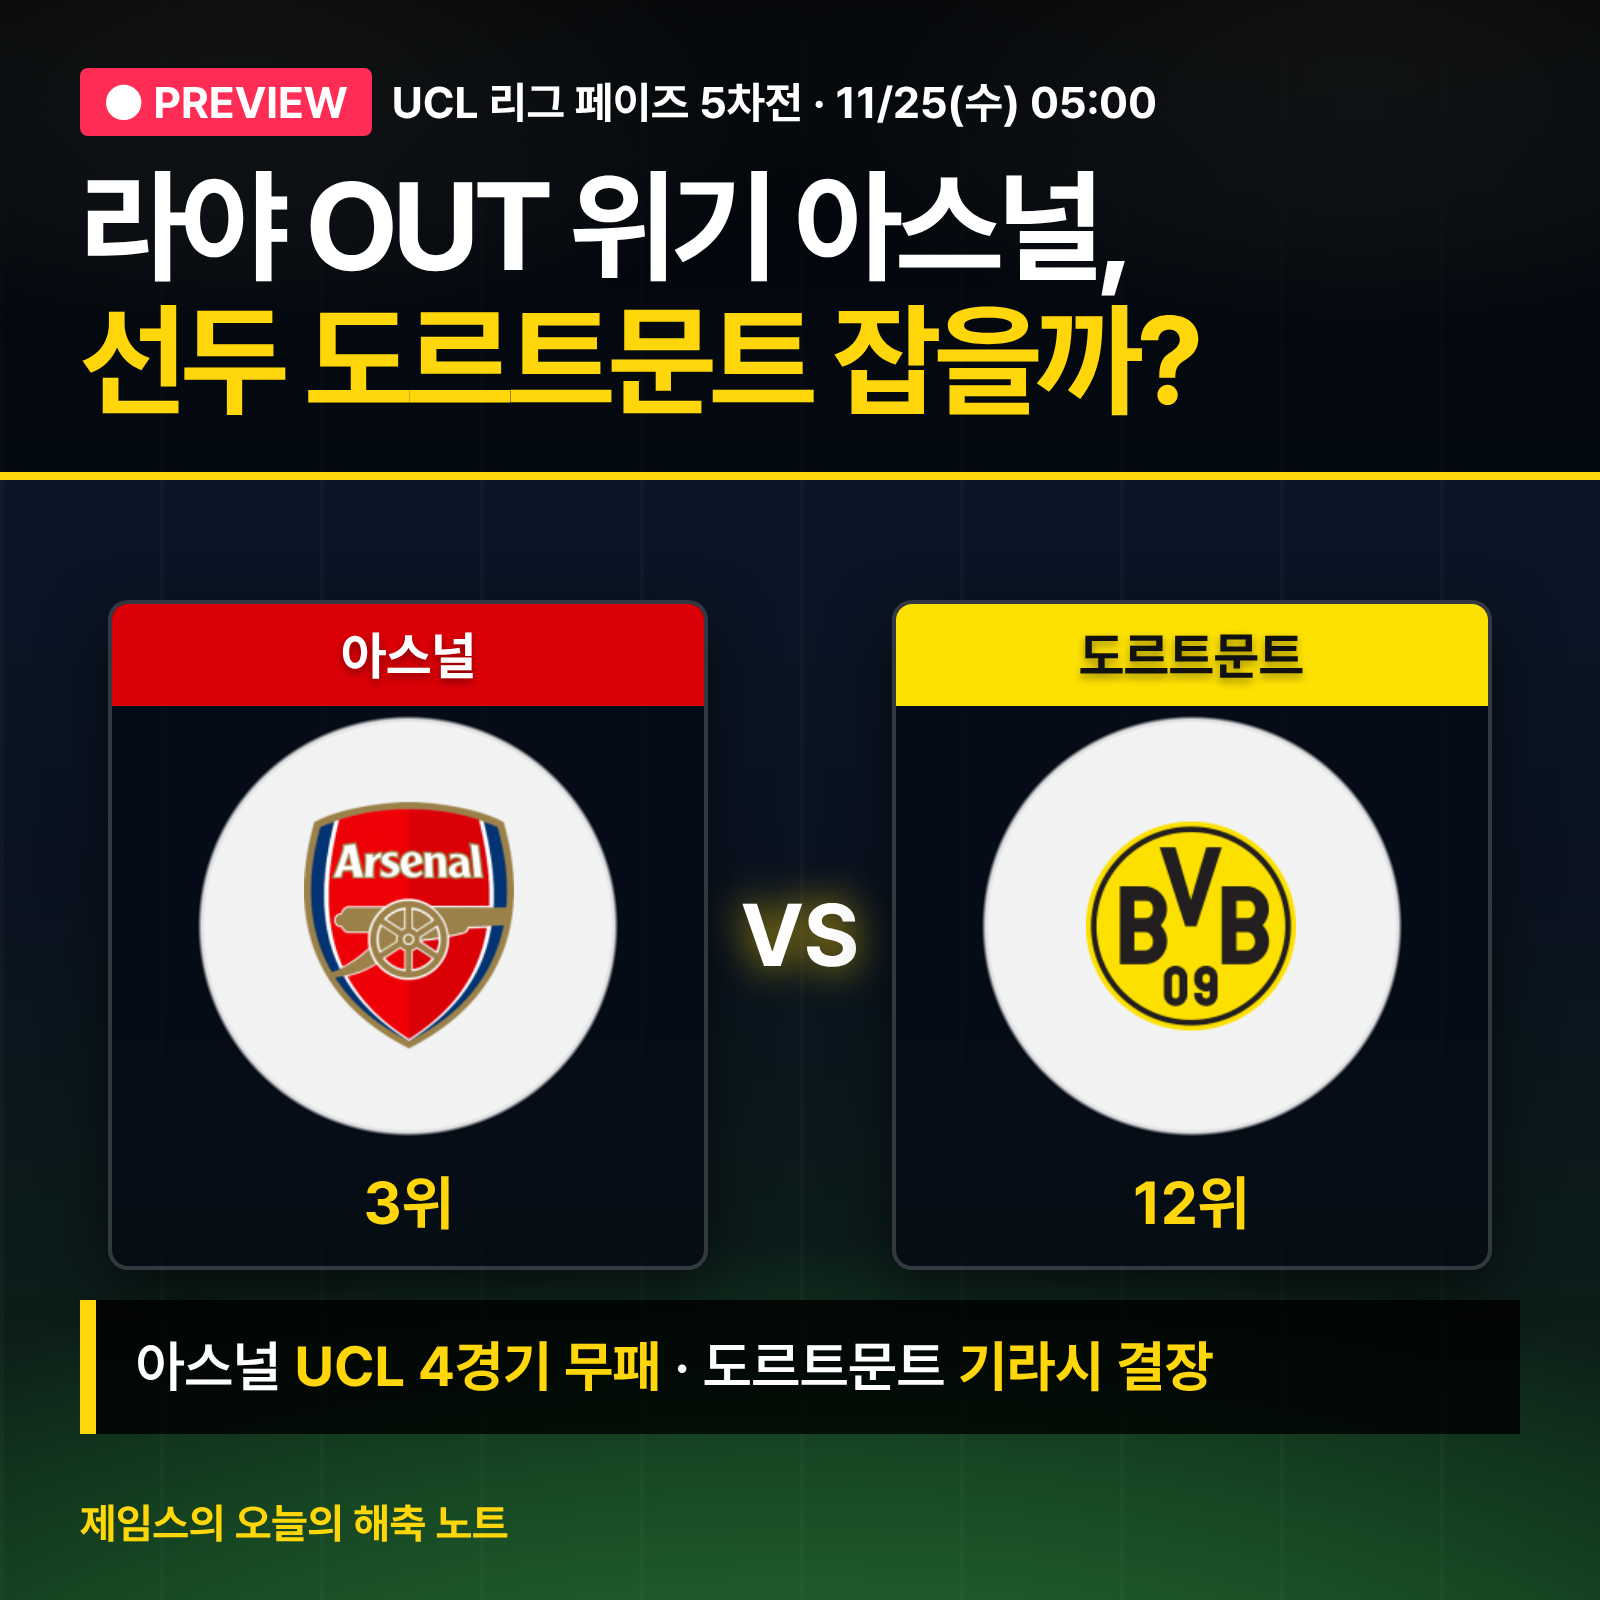 PREVIEW UCL 리그 페이즈 5차전 · 11/25(수) 05:00
라야 OUT 위기 아스널,
선두 도르트문트 잡을까?
아스널
도르트문트
Arsenal
BVB
09
VS
3위
12위
아스널 UCL 4경기 무패 · 도르트문트 기라시 결장
제임스의 오늘의 해축 노트